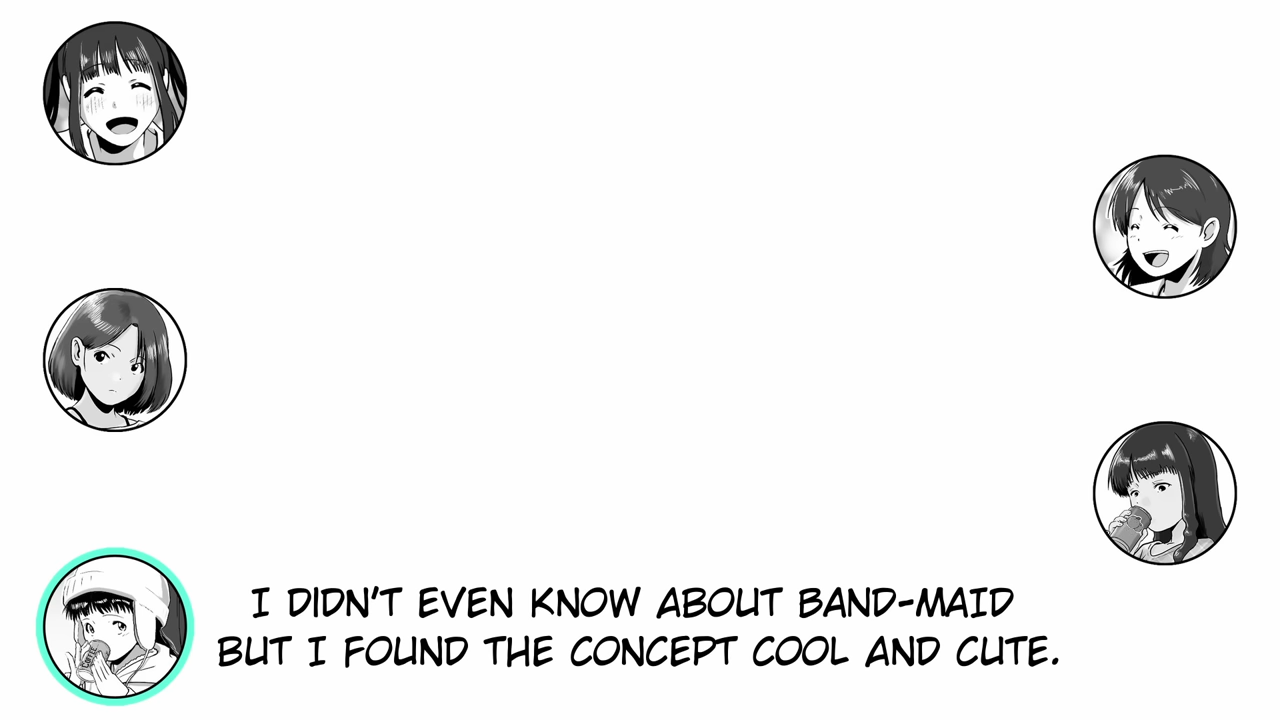 I DIDN'T EVEN KNOW ABOUT BAND-MAID
BUT I FOUND THE CONCEPT COOL AND CUTE.